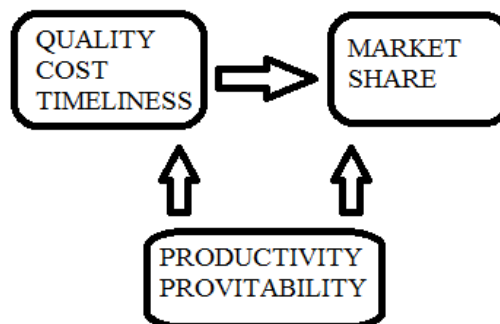 QUALITY
COST
TIMELINESS
MARKET
SHARE
PRODUCTIVITY
PROVITABILITY